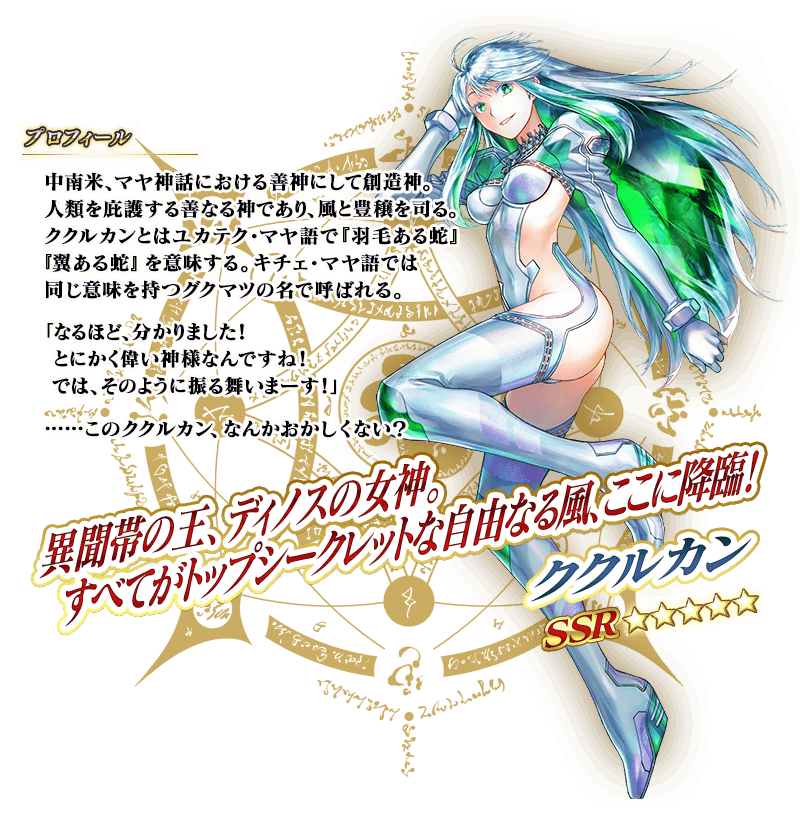 プロフィール
中南米、マヤ神話における善神にして創造神。
人類を庇護する善なる神であり、風と豊穣を司る。
ククルカンとはユカテク・マヤ語で『羽毛ある蛇』
『翼ある蛇』を意味する。キチェ・マヤ語では
同じ意味を持つグクマツの名で呼ばれる。
「なるほど、分かりました！
とにかく偉い神様なんですね！
では、そのように振る舞いまーす！」
……このククルカン、なんかおかしくない？
異聞帯の王、ディノスの女神。
すべてがトップシークレットな自由なる風、ここに降臨！
ククルカン
SSR ☆☆☆☆☆